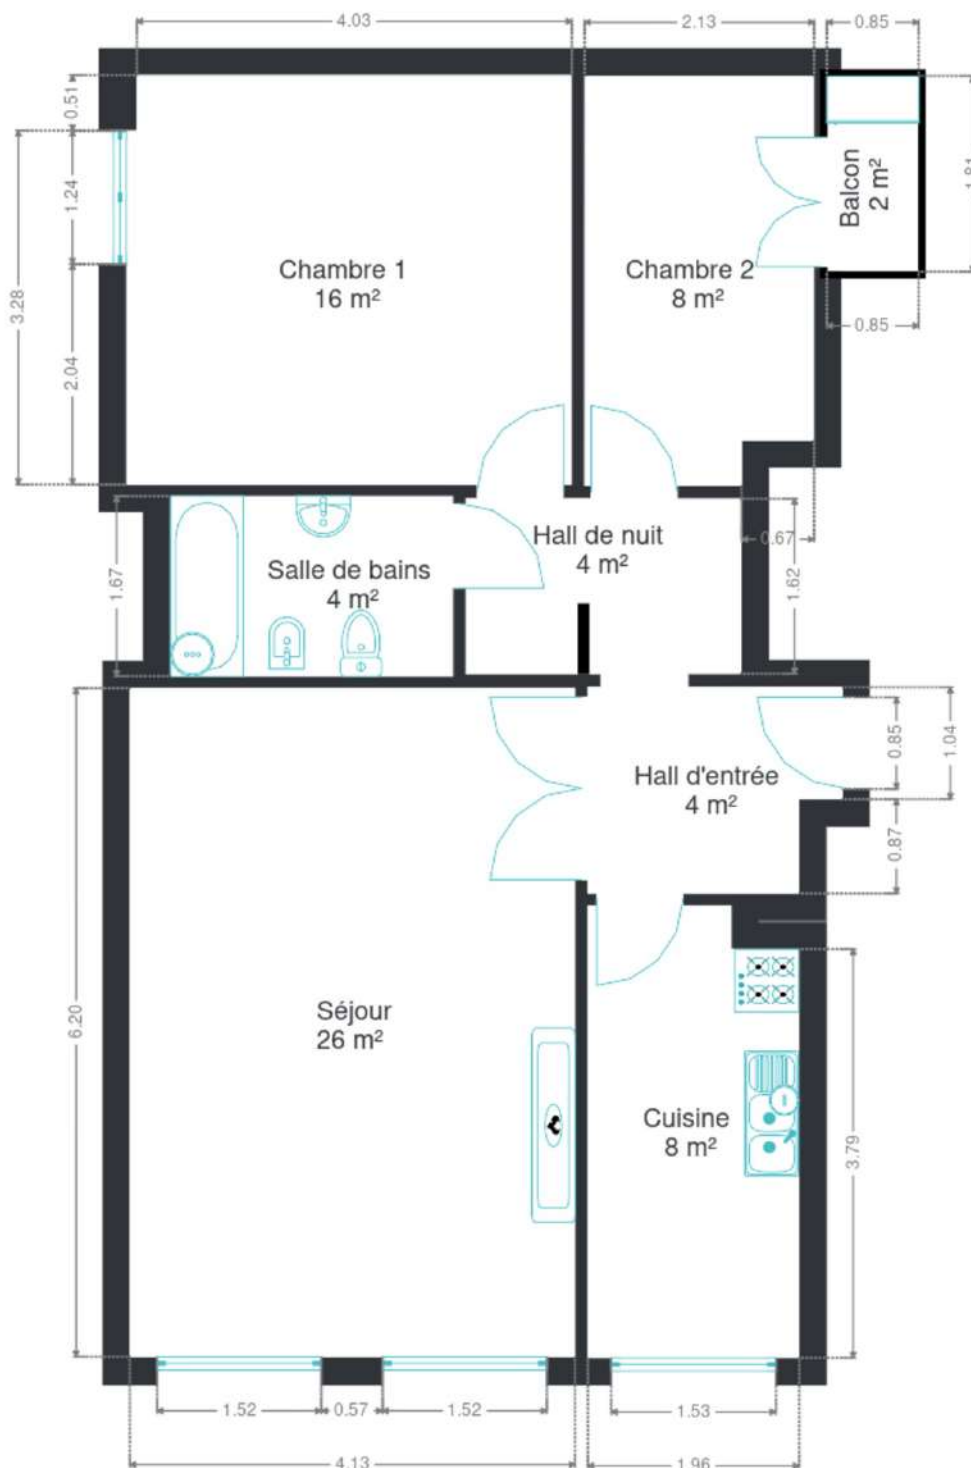 4.03
2.13
0.85
0.51
1.24
3.28
2.04
Chambre 1
16 m²
Chambre 2
8 m²
Balcon
2 m²
1.81
0.85
Hall de nuit
4 m²
0.67
1.62
Salle de bains
4 m²
1.67
Hall d'entrée
4 m²
0.85
1.04
0.87
6.20
Séjour
26 m²
Cuisine
8 m²
3.79
1.52
0.57
1.52
1.53
4.13
1.96